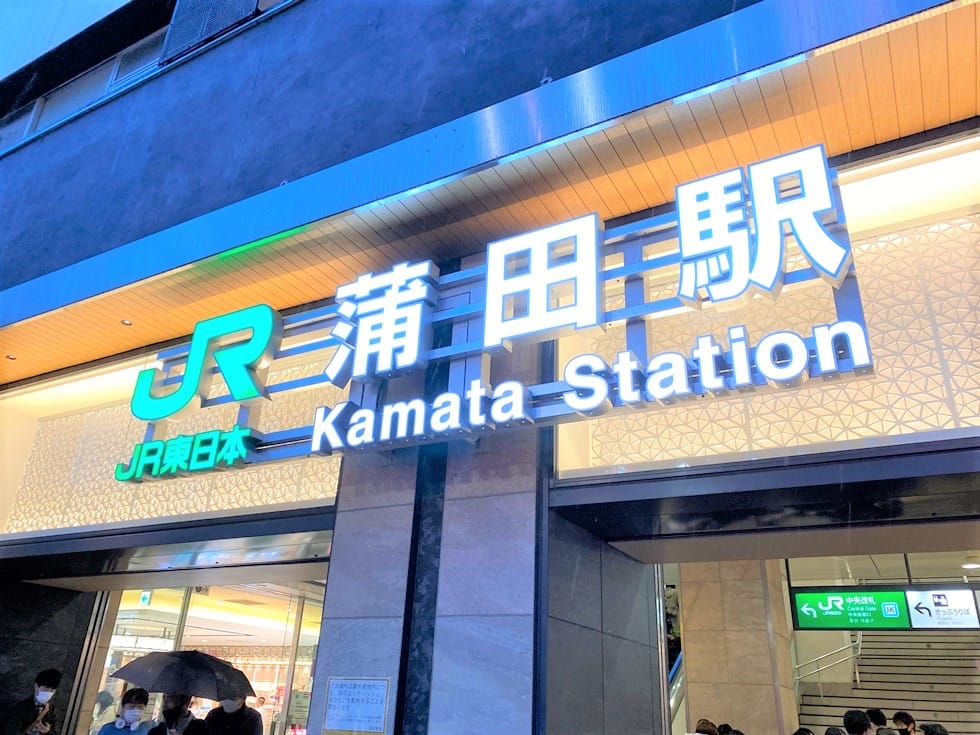 JR
JR東日本
蒲田駅
Kamata Station
JR
中央改札
Central Gate
JK
きっぷうりば
Tickets